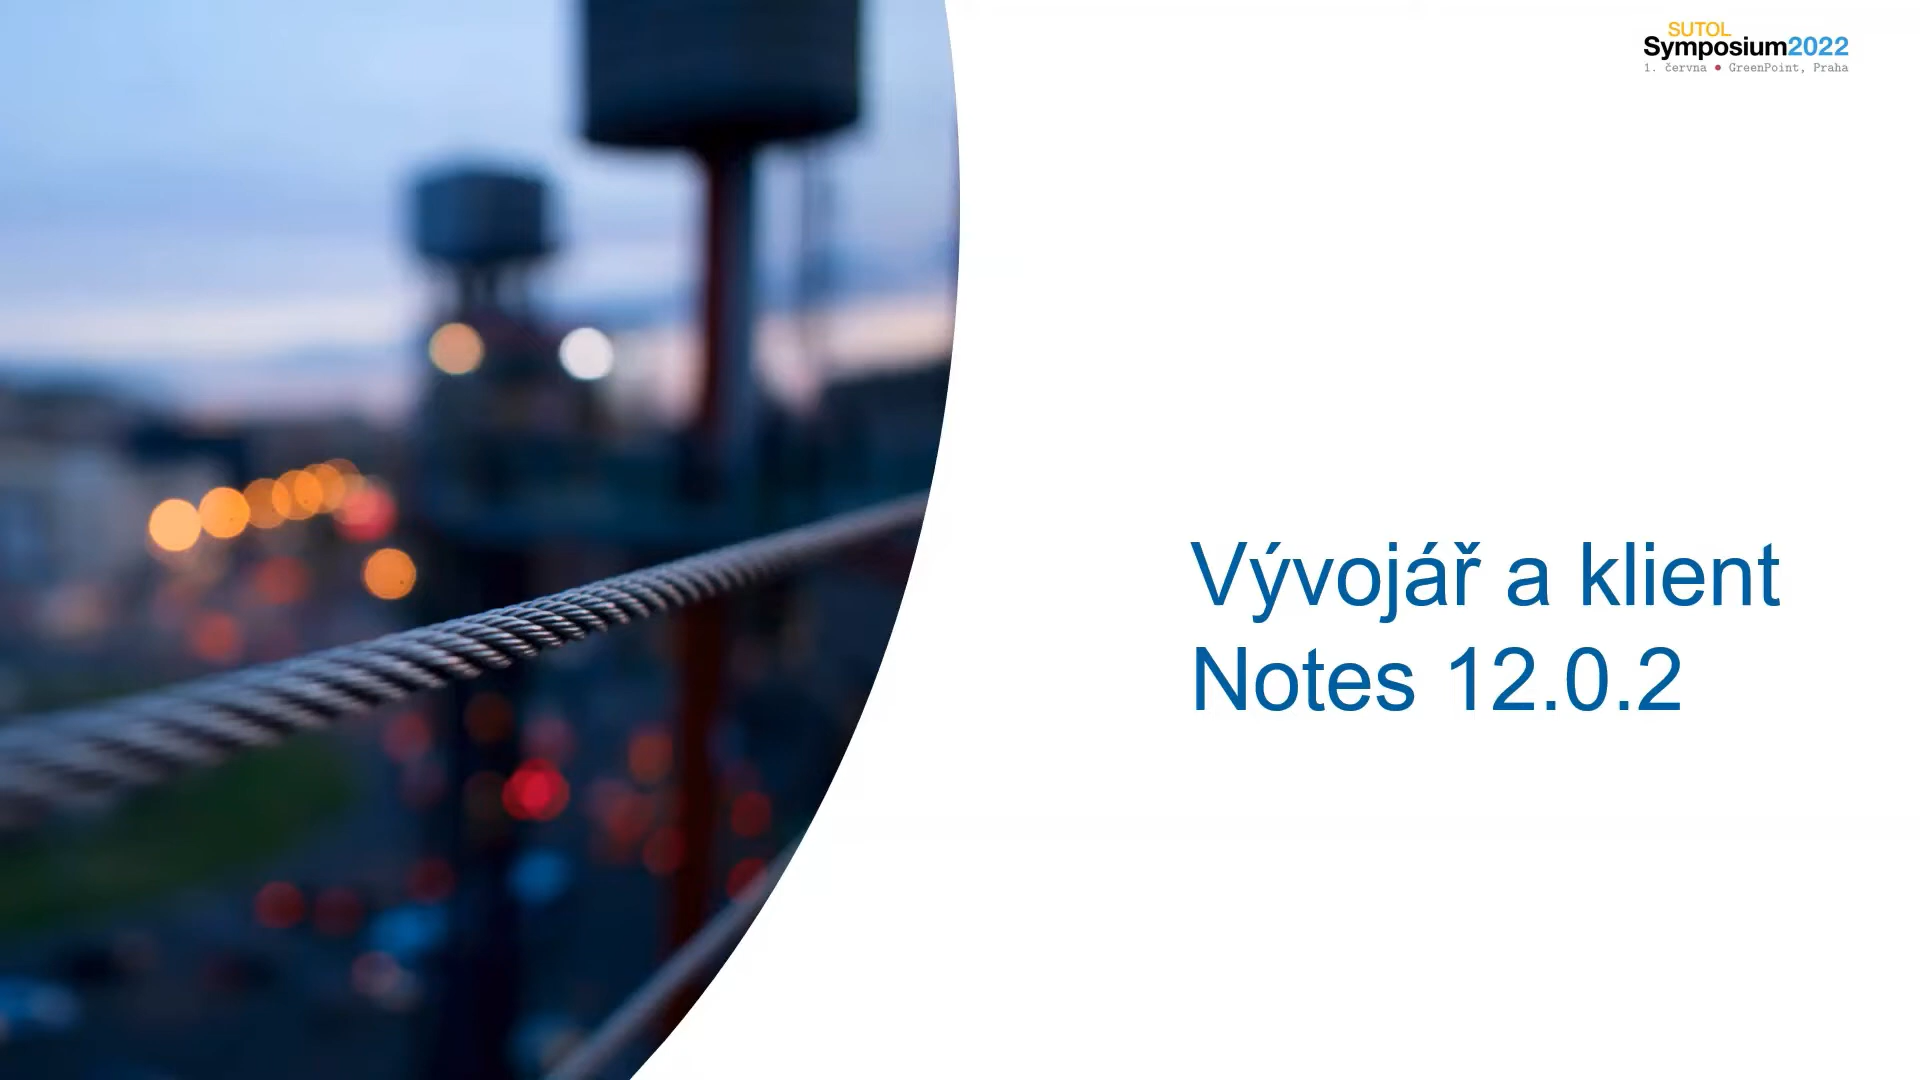 SUTOL
Symposium2022
1. června • GreenPoint, Praha
Vývojář a klient
Notes 12.0.2